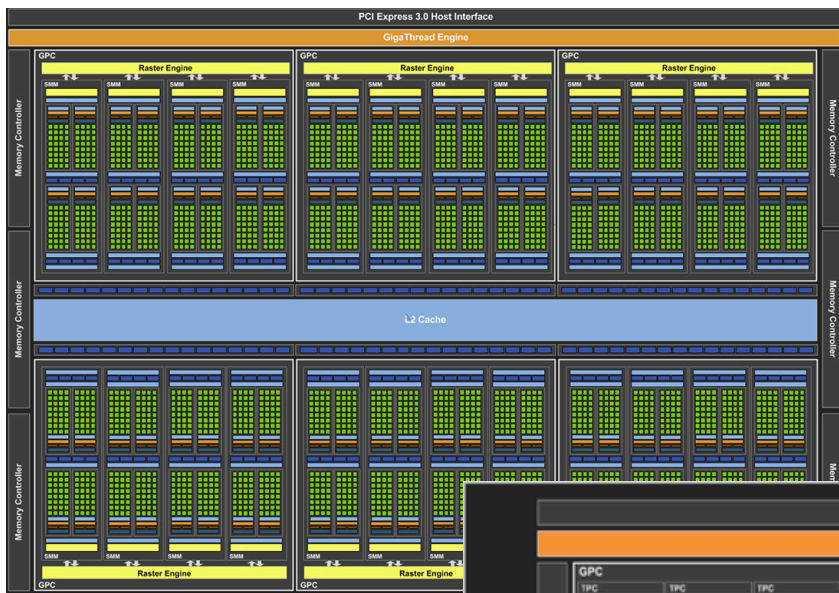 PCI Express 3.0 Host Interface
GigaThread Engine
GPC
GPC
GPC
Raster Engine
Raster Engine
Raster Engine
SMM SMM SMM SMM
SMM SMM SMM SMM
SMM SMM SMM SMM
Memory Controller
Memory Controller
Memory Controller
Memory Controller
L2 Cache
Memory Controller
Memory Controller
SMM SMM SMM SMM
SMM SMM SMM
Raster Engine
Raster Engine
GPC
GPC
GPC
TPC TPC TPC